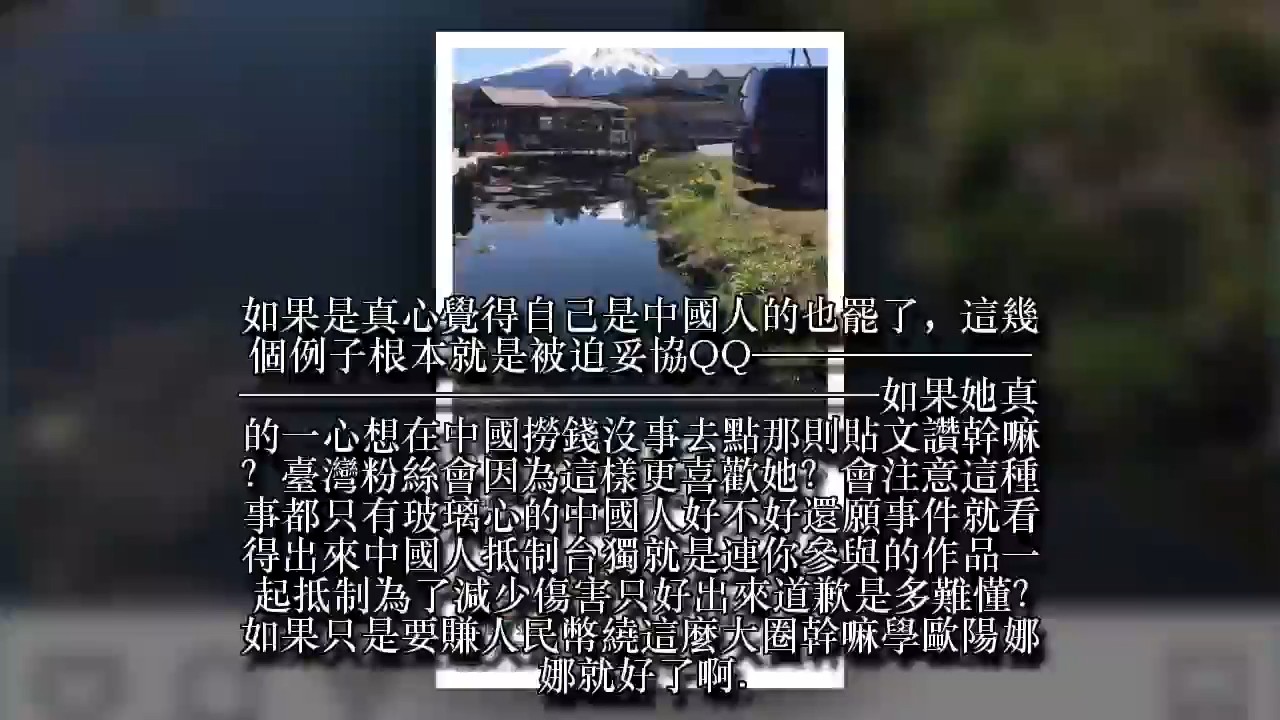 如果是真心覺得自己是中國人的也罷了，這幾
個例子根本就是被迫妥協QQ———————
————————————————如果她真
的一心想在中國撈錢沒事去點那則貼文讚幹嘛
？臺灣粉絲會因為這樣更喜歡她？會注意這種
事都只有玻璃心的中國人好不好還願事件就看
得出來中國人抵制台獨就是連你參與的作品一
起抵制為了減少傷害只好出來道歉是多難懂?
如果只是要賺人民幣繞這麼大圈幹嘛學歐陽娜
娜就好了啊.